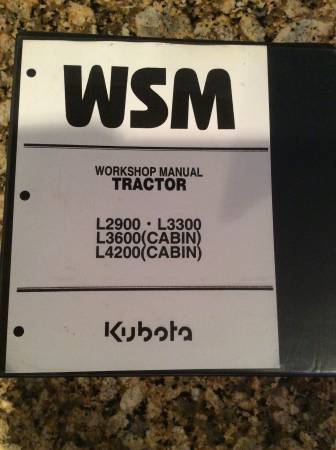 WSM
WORKSHOP MANUAL
TRACTOR
L2900 · L3300
L3600(CABIN)
L4200(CABIN)
Kubota